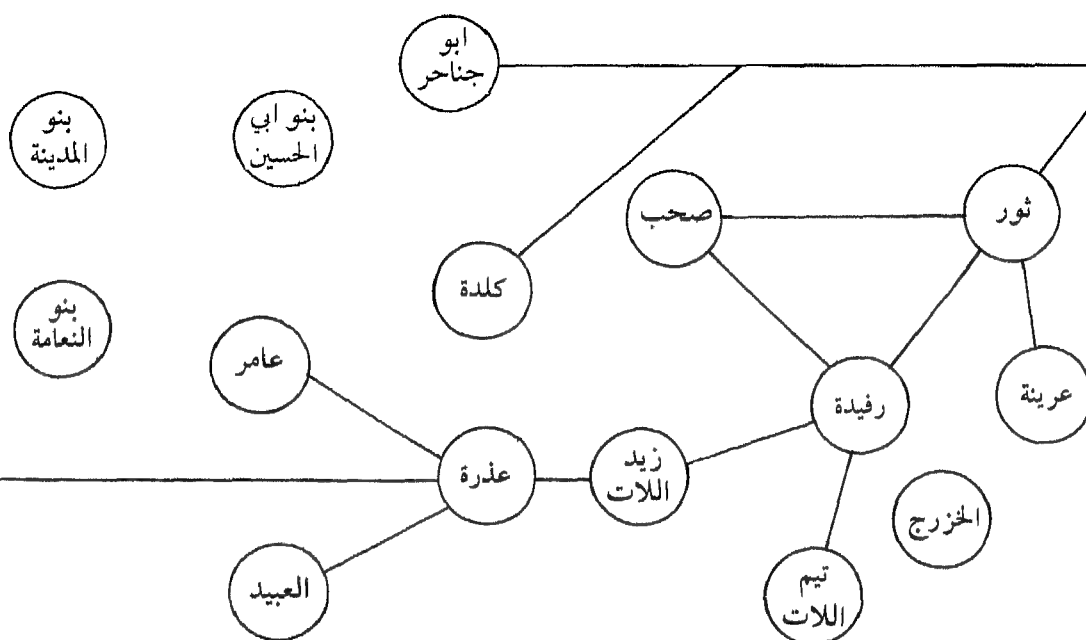 ابو
جناحر
بنو ابي
الحسين
بنو
المدينة
ثور
صحب
كلدة
بنو
النعامة
عامر
عرينة
رفيدة
زيد
اللات
عذرة
الخزرج
تيم
اللات
العبيد